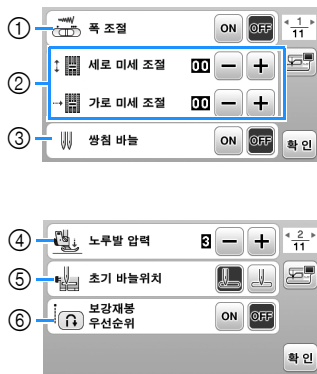 ① 폭 조절 ON OFF 1
11
② 세로 미세 조절 00 − +
가로 미세 조절 00 − +
③ 쌍침 바늘 ON OFF 확인
④ 노루발 압력 3 − + 2
11
⑤ 초기 바늘위치
⑥ 보강재봉
우선순위 ON OFF
확인